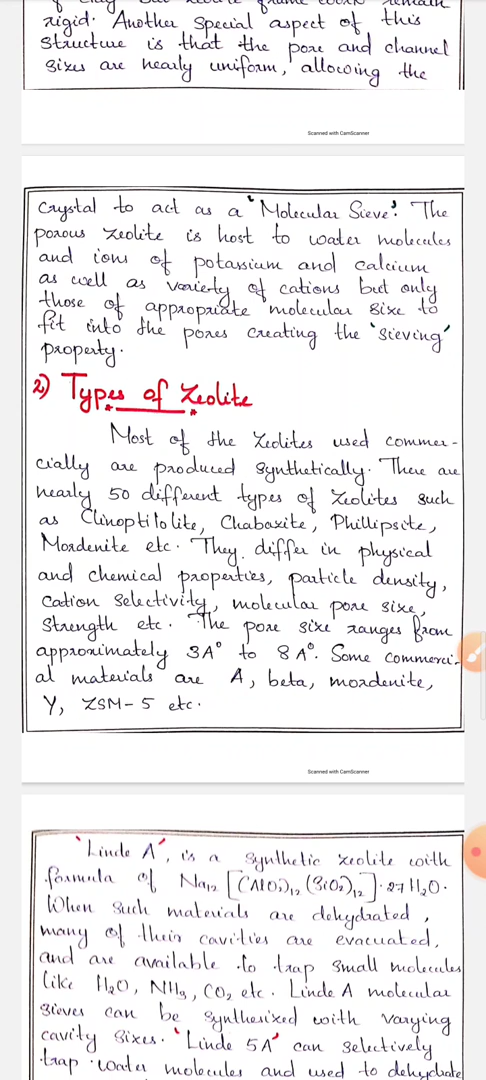 rigid. Another special aspect of this
structure is that the pore and channel
sizes are nearly uniform, allowing the
Scanned with CamScanner
crystal to act as a 'Molecular Sieve'. The
porous zeolite is host to water molecules
and ions of potassium and calcium
as well as variety of cations but only
those of appropriate molecular size to
fit into the pores creating the 'sieving'
property.
2) Types of Zeolite
Most of the zeolites used commer-
cially are produced synthetically. There are
nearly 50 different types of zeolites such
as Clinoptilolite, Chabazite, Phillipsite,
Mordenite etc. They differ in physical
and chemical properties, particle density,
cation selectivity, molecular pore size,
strength etc. The pore size ranges from
approximately 3A° to 8A°. Some commerci-
al materials are A, beta, mordenite,
Y, ZSM-5 etc.
Scanned with CamScanner
'Linde A', is a synthetic zeolite with
formula of Na12 [(AlO2)12 (SiO2)12]·27H2O.
When such materials are dehydrated,
many of their cavities are evacuated,
and are available to trap small molecules
like H2O, NH3, CO2 etc. Linde A molecular
sieves can be synthesized with varying
cavity sizes. 'Linde 5A' can selectively
trap water molecules and used to dehydrate